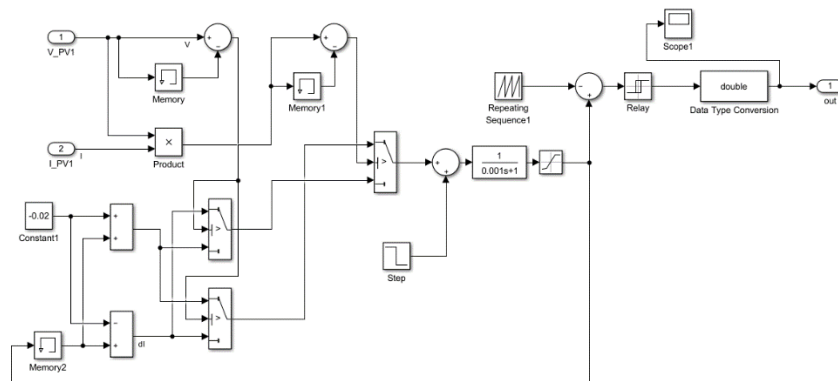 1
V_PV1
V
+
−
Memory
+
−
Memory1
2
I_PV1
I
×
Product
-0.02
Constant1
+
+
−
+
dI
Memory2
>
>
>
+
+
Step
1
0.001s+1
Repeating
Sequence1
−
+
Relay
double
Data Type Conversion
Scope1
1
out